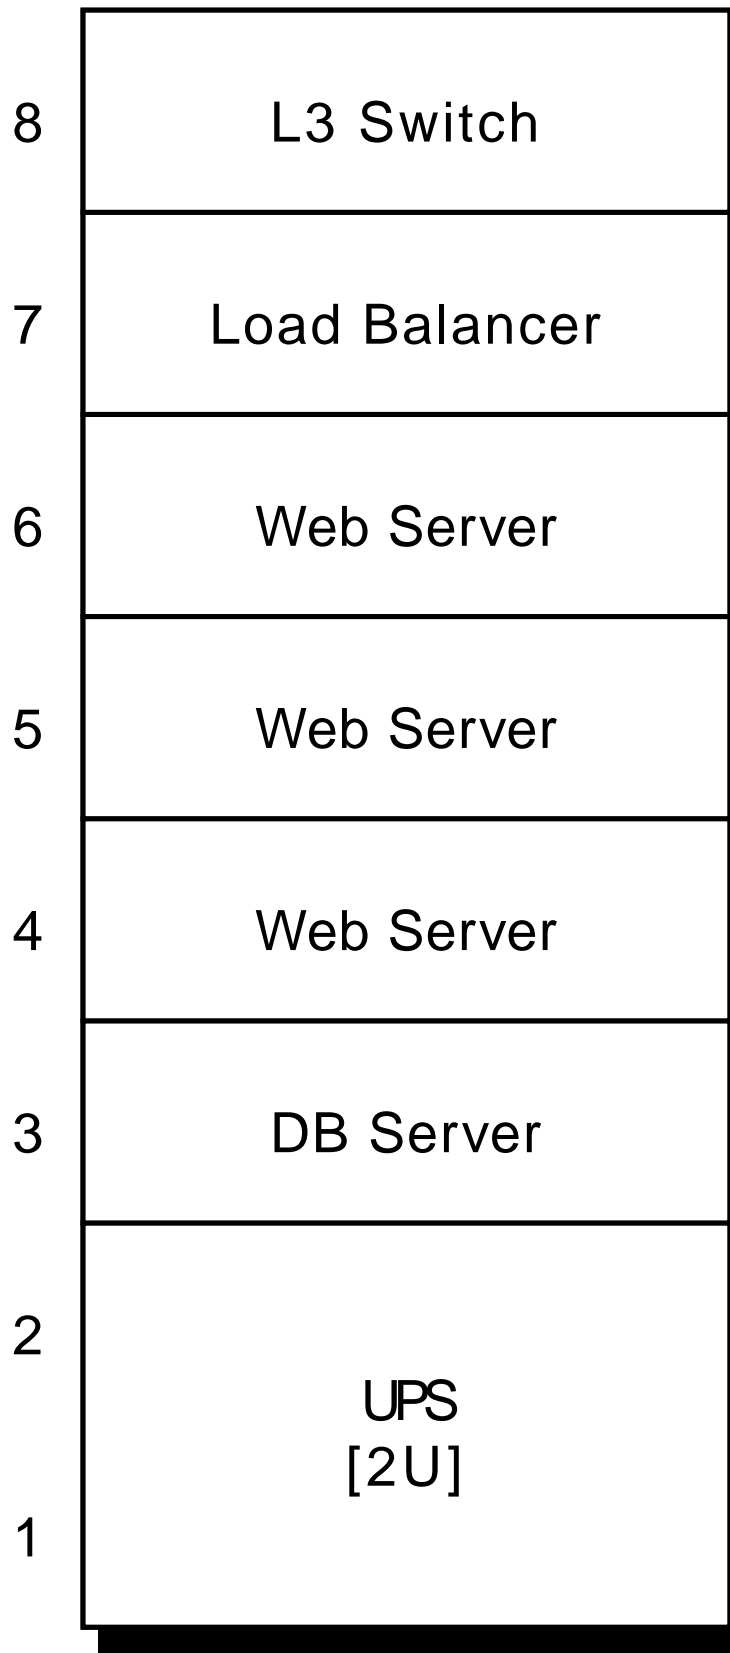 8 L3 Switch
7 Load Balancer
6 Web Server
5 Web Server
4 Web Server
3 DB Server
2
UPS
[2U]
1